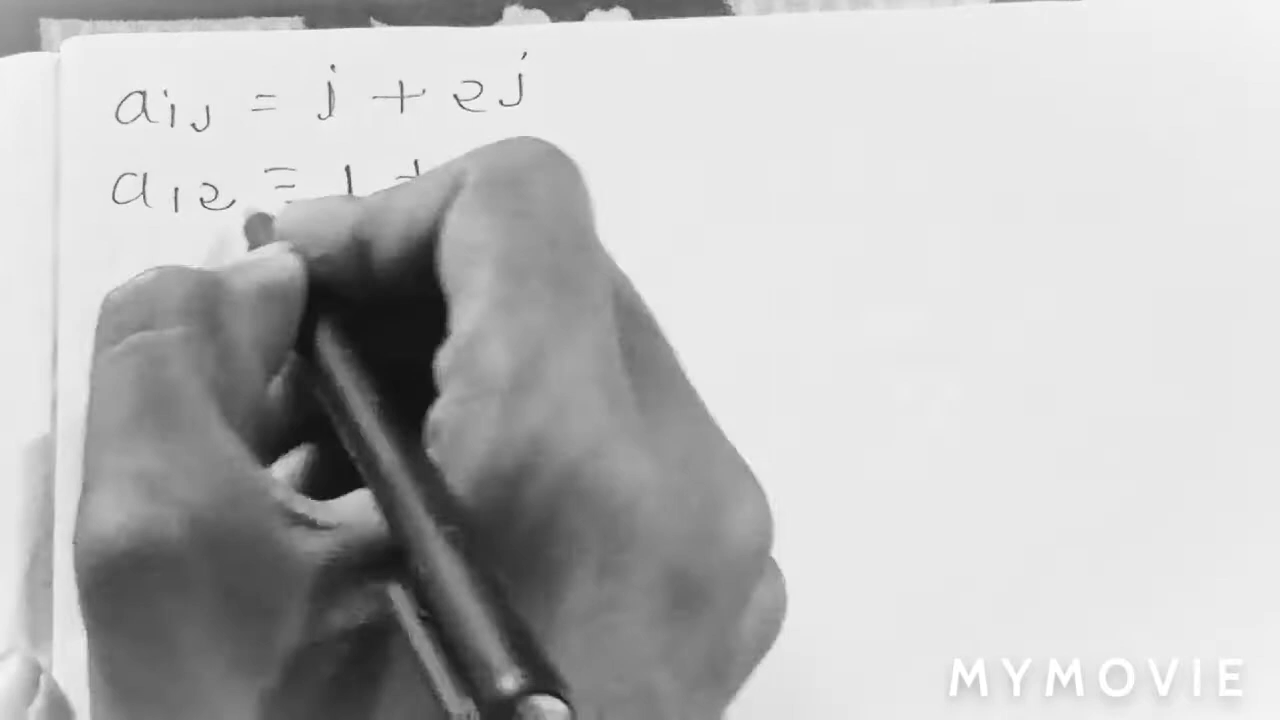 aij = i + 2j
a12 = 1 +
MYMOVIE